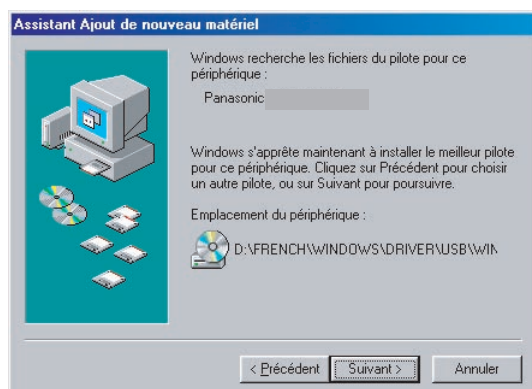 Assistant Ajout de nouveau matériel
Windows recherche les fichiers du pilote pour ce
périphérique :
Panasonic
Windows s'apprête maintenant à installer le meilleur pilote
pour ce périphérique. Cliquez sur Précédent pour choisir
un autre pilote, ou sur Suivant pour poursuivre.
Emplacement du périphérique :
D:\FRENCH\WINDOWS\DRIVER\USB\WIN
< Précédent
Suivant >
Annuler